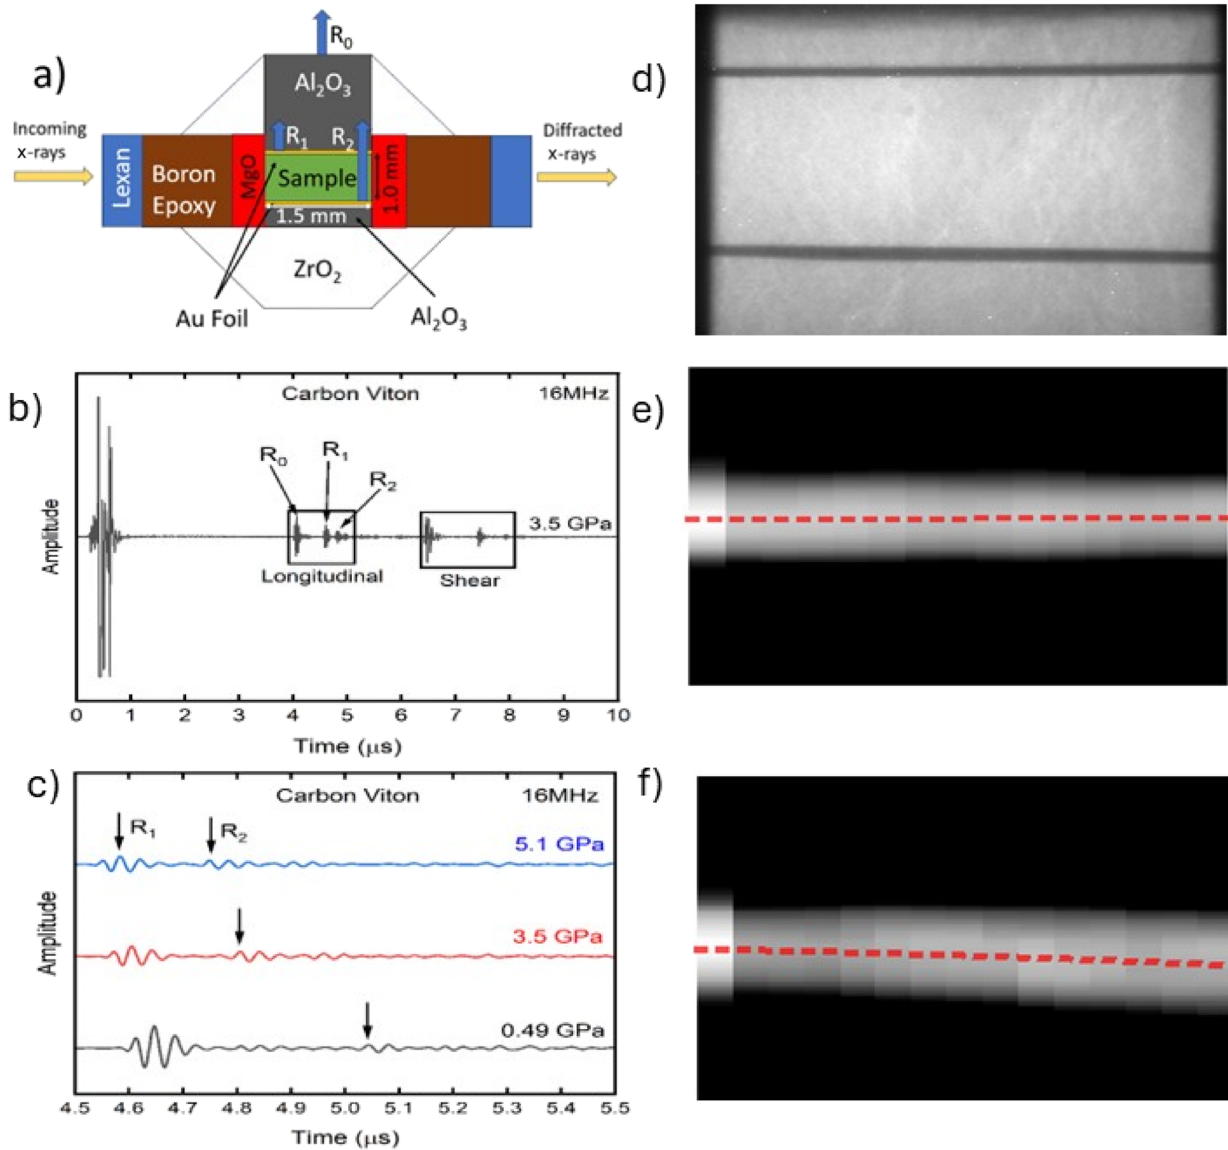 a)
R₀
Al₂O₃
Incoming
x-rays
Lexan
Boron
Epoxy
MgO
R₁
R₂
Sample
1.0 mm
1.5 mm
Diffracted
x-rays
ZrO₂
Au Foil
Al₂O₃
d)
b)
Carbon Viton
16MHz
R₀
R₁
R₂
3.5 GPa
Longitudinal
Shear
Amplitude
0 1 2 3 4 5 6 7 8 9 10
Time (μs)
e)
c)
Carbon Viton
16MHz
R₁
R₂
5.1 GPa
3.5 GPa
0.49 GPa
Amplitude
4.5 4.6 4.7 4.8 4.9 5.0 5.1 5.2 5.3 5.4 5.5
Time (μs)
f)